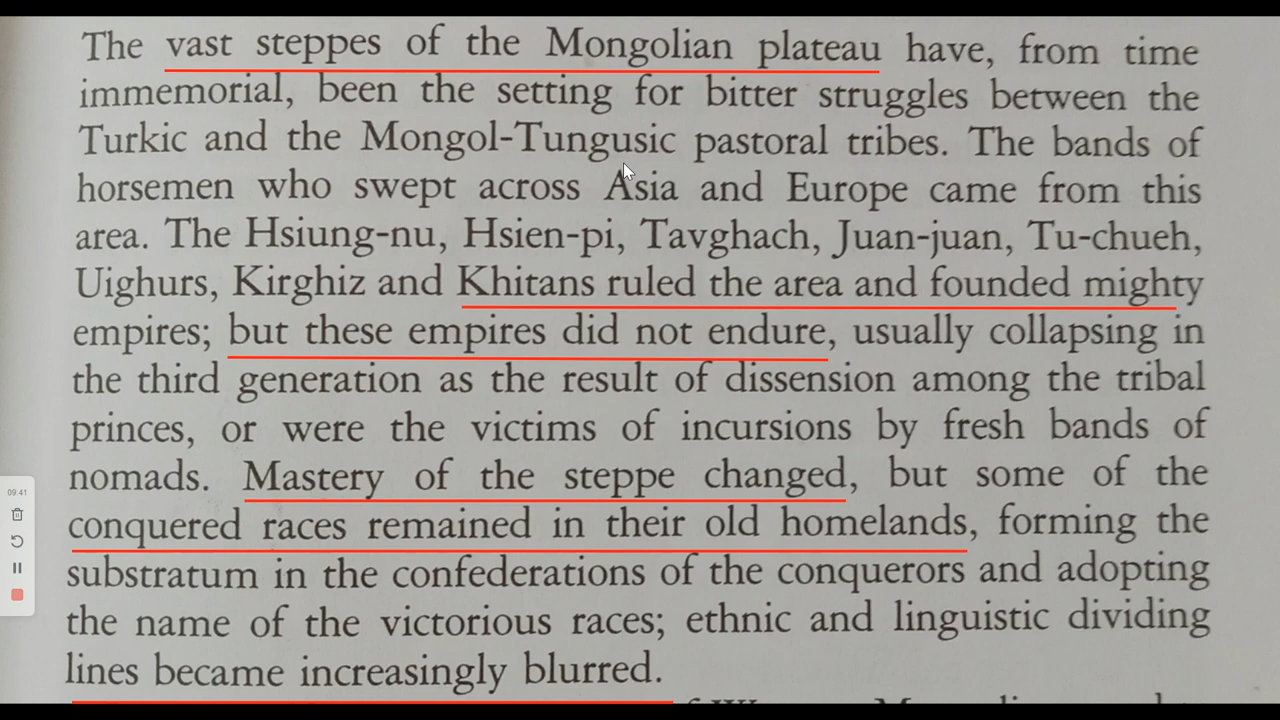 The vast steppes of the Mongolian plateau have, from time
immemorial, been the setting for bitter struggles between the
Turkic and the Mongol-Tungusic pastoral tribes. The bands of
horsemen who swept across Asia and Europe came from this
area. The Hsiung-nu, Hsien-pi, Tavghach, Juan-juan, Tu-chueh,
Uighurs, Kirghiz and Khitans ruled the area and founded mighty
empires; but these empires did not endure, usually collapsing in
the third generation as the result of dissension among the tribal
princes, or were the victims of incursions by fresh bands of
nomads. Mastery of the steppe changed, but some of the
conquered races remained in their old homelands, forming the
substratum in the confederations of the conquerors and adopting
the name of the victorious races; ethnic and linguistic dividing
lines became increasingly blurred.
09:41